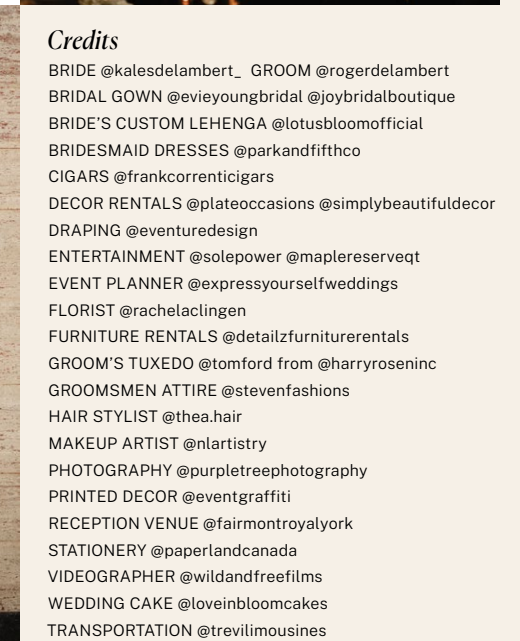 Credits
BRIDE @kalesdelambert_ GROOM @rogerdelambert
BRIDAL GOWN @evieyoungbridal @joybridalboutique
BRIDE’S CUSTOM LEHENGA @lotusbloomofficial
BRIDESMAID DRESSES @parkandfifthco
CIGARS @frankcorrenticigars
DECOR RENTALS @plateoccasions @simplybeautifuldecor
DRAPING @eventuredesign
ENTERTAINMENT @solepower @maplereserveqt
EVENT PLANNER @expressyourselfweddings
FLORIST @rachelaclingen
FURNITURE RENTALS @detailzfurniturerentals
GROOM’S TUXEDO @tomford from @harryroseninc
GROOMSMEN ATTIRE @stevenfashions
HAIR STYLIST @thea.hair
MAKEUP ARTIST @nlartistry
PHOTOGRAPHY @purpletreephotography
PRINTED DECOR @eventgraffiti
RECEPTION VENUE @fairmontroyalyork
STATIONERY @paperlandcanada
VIDEOGRAPHER @wildandfreefilms
WEDDING CAKE @loveinbloomcakes
TRANSPORTATION @trevilimousines